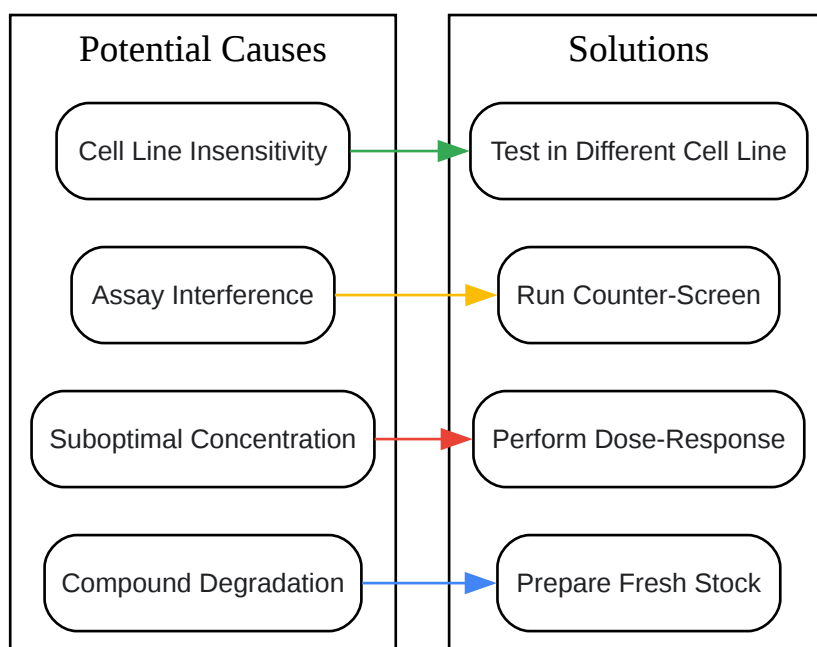 Potential Causes
Cell Line Insensitivity
Assay Interference
Suboptimal Concentration
Compound Degradation
Solutions
Test in Different Cell Line
Run Counter-Screen
Perform Dose-Response
Prepare Fresh Stock